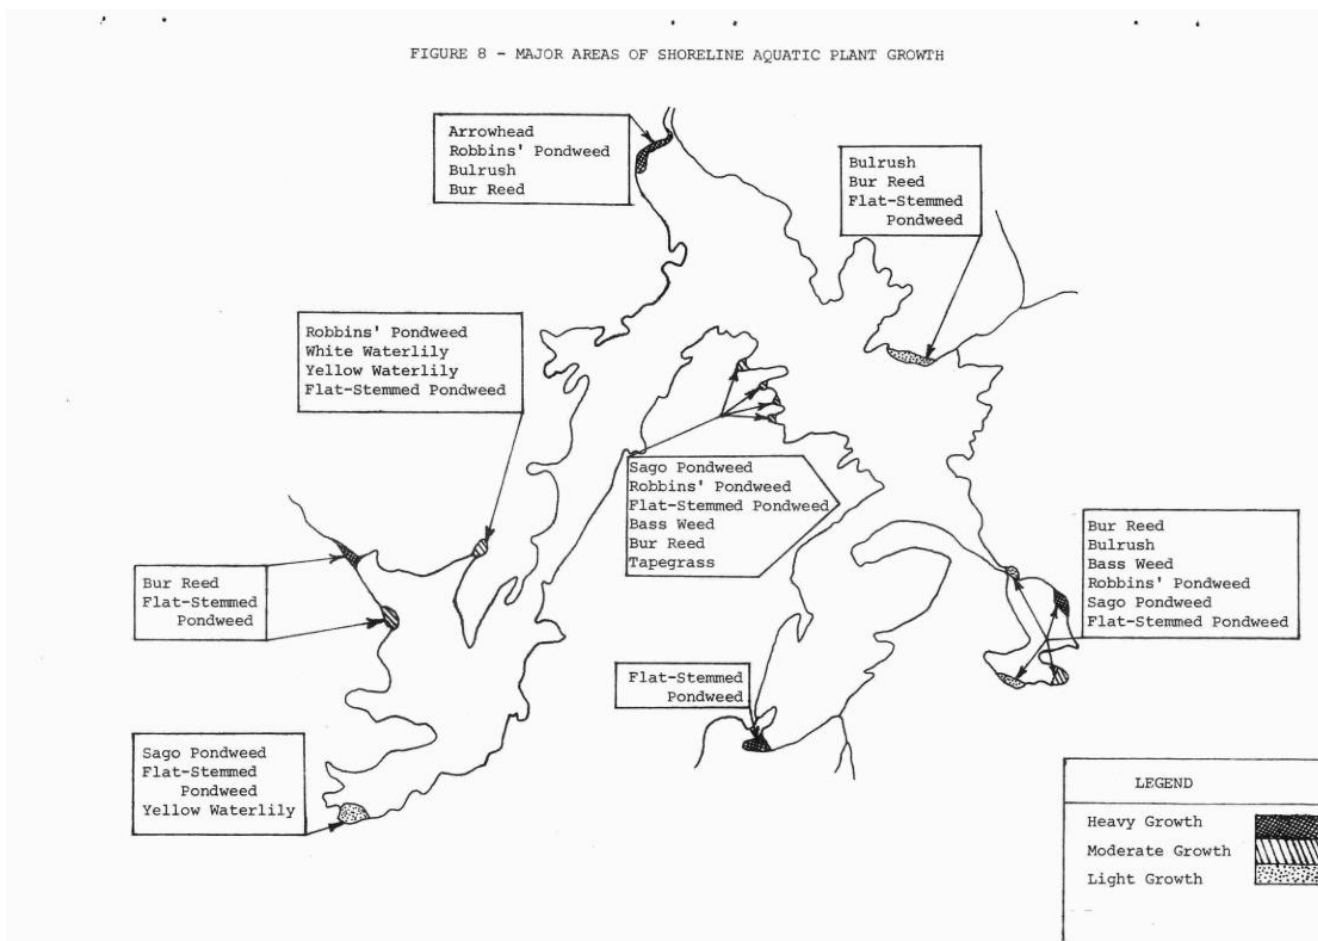 FIGURE 8 - MAJOR AREAS OF SHORELINE AQUATIC PLANT GROWTH
Arrowhead
Robbins' Pondweed
Bulrush
Bur Reed
Bulrush
Bur Reed
Flat-Stemmed
Pondweed
Robbins' Pondweed
White Waterlily
Yellow Waterlily
Flat-Stemmed Pondweed
Sago Pondweed
Robbins' Pondweed
Flat-Stemmed Pondweed
Bass Weed
Bur Reed
Tapegrass
Bur Reed
Bulrush
Bass Weed
Robbins' Pondweed
Sago Pondweed
Flat-Stemmed Pondweed
Bur Reed
Flat-Stemmed
Pondweed
Flat-Stemmed
Pondweed
Sago Pondweed
Flat-Stemmed
Pondweed
Yellow Waterlily
LEGEND
Heavy Growth
Moderate Growth
Light Growth